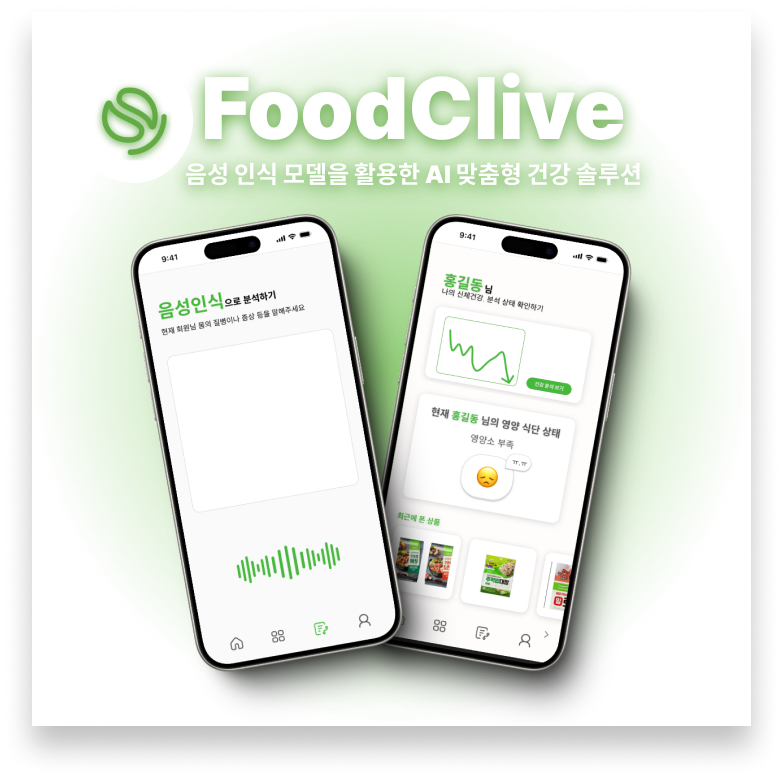 FoodClive
음성 인식 모델을 활용한 AI 맞춤형 건강 솔루션
9:41
음성인식으로 분석하기
현재 회원님 몸의 질병이나 증상 등을 말해주세요
9:41
홍길동님
나의 신체건강, 분석 상태 확인하기
건강 분석 보기
현재 홍길동 님의 영양 식단 상태
영양소 부족
ㅠ.ㅠ
최근에 본 상품